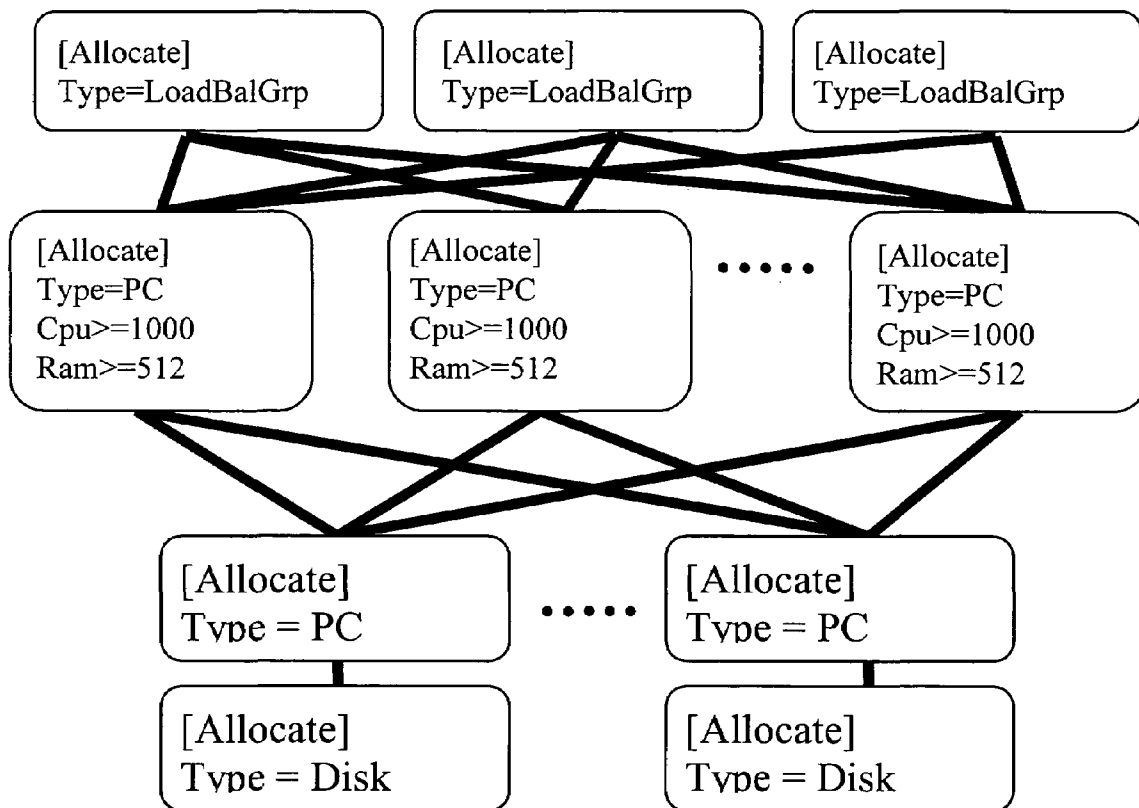 [Allocate]
Type=LoadBalGrp
[Allocate]
Type=LoadBalGrp
[Allocate]
Type=LoadBalGrp
[Allocate]
Type=PC
Cpu>=1000
Ram>=512
[Allocate]
Type=PC
Cpu>=1000
Ram>=512
[Allocate]
Type=PC
Cpu>=1000
Ram>=512
[Allocate]
Type = PC
[Allocate]
Type = PC
[Allocate]
Type = Disk
[Allocate]
Type = Disk